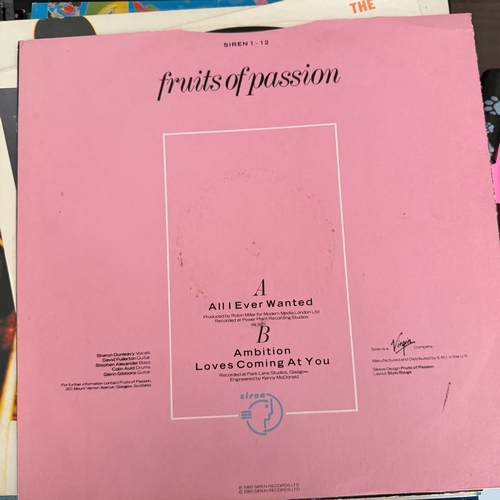 THE
SIREN 1-12
fruits of passion
A
All I Ever Wanted
Produced by Robin Millar for Modern Media London Ltd
Recorded at Power Plant Recording Studios
B
Ambition
Loves Coming At You
Recorded at Park Lane Studios, Glasgow
Engineered by Kenny McDonald
siren
Sharon Dunleavy Vocals
David Fullerton Guitar
Stephen Alexander Bass
Colin Auld Drums
Glenn Gibbons Guitar
For further information contact Fruits of Passion,
201 Mount Vernon Avenue, Glasgow, Scotland
Siren is a Virgin Company
Manufactured and Distributed by E.M.I. in the U.K.
Sleeve Design Fruits of Passion
Layout Stylo Rouge
℗ 1985 SIREN RECORDS LTD
© 1985 SIREN RECORDS LTD